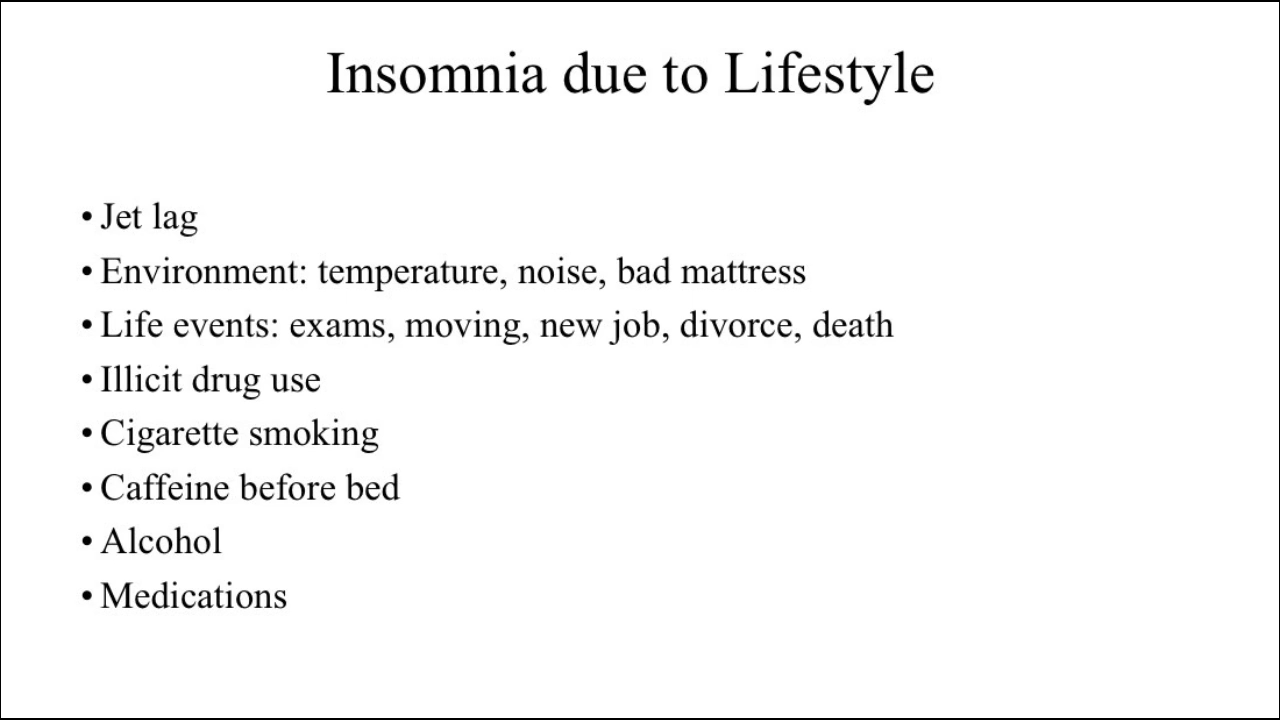 Insomnia due to Lifestyle
• Jet lag
• Environment: temperature, noise, bad mattress
• Life events: exams, moving, new job, divorce, death
• Illicit drug use
• Cigarette smoking
• Caffeine before bed
• Alcohol
• Medications